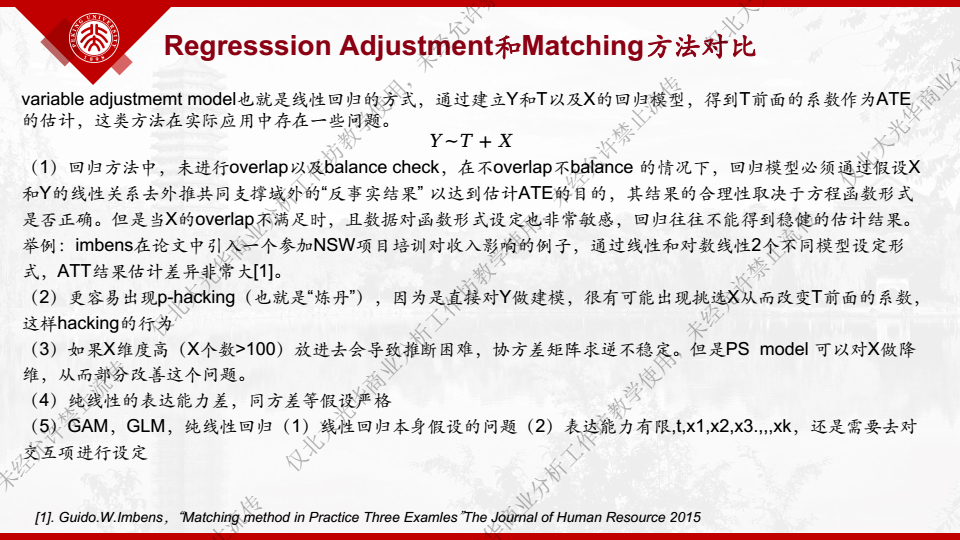 Regresssion Adjustment和Matching方法对比
variable adjustmemt model也就是线性回归的方式，通过建立Y和T以及X的回归模型，得到T前面的系数作为ATE
的估计，这类方法在实际应用中存在一些问题。
Y~T + X
（1）回归方法中，未进行overlap以及balance check，在不overlap不balance 的情况下，回归模型必须通过假设X
和Y的线性关系去外推共同支撑域外的“反事实结果” 以达到估计ATE的目的，其结果的合理性取决于方程函数形式
是否正确。但是当X的overlap不满足时，且数据对函数形式设定也非常敏感，回归往往不能得到稳健的估计结果。
举例：imbens在论文中引入一个参加NSW项目培训对收入影响的例子，通过线性和对数线性2个不同模型设定形
式，ATT结果估计差异非常大[1]。
（2）更容易出现p-hacking（也就是“炼丹”），因为是直接对Y做建模，很有可能出现挑选X从而改变T前面的系数，
这样hacking的行为
（3）如果X维度高（X个数>100）放进去会导致推断困难，协方差矩阵求逆不稳定。但是PS  model 可以对X做降
维，从而部分改善这个问题。
（4）纯线性的表达能力差，同方差等假设严格
（5）GAM，GLM，纯线性回归（1）线性回归本身假设的问题（2）表达能力有限,t,x1,x2,x3.,,,xk，还是需要去对
交互项进行设定
[1]. Guido.W.Imbens，“Matching method in Practice Three Examles”The Journal of Human Resource 2015